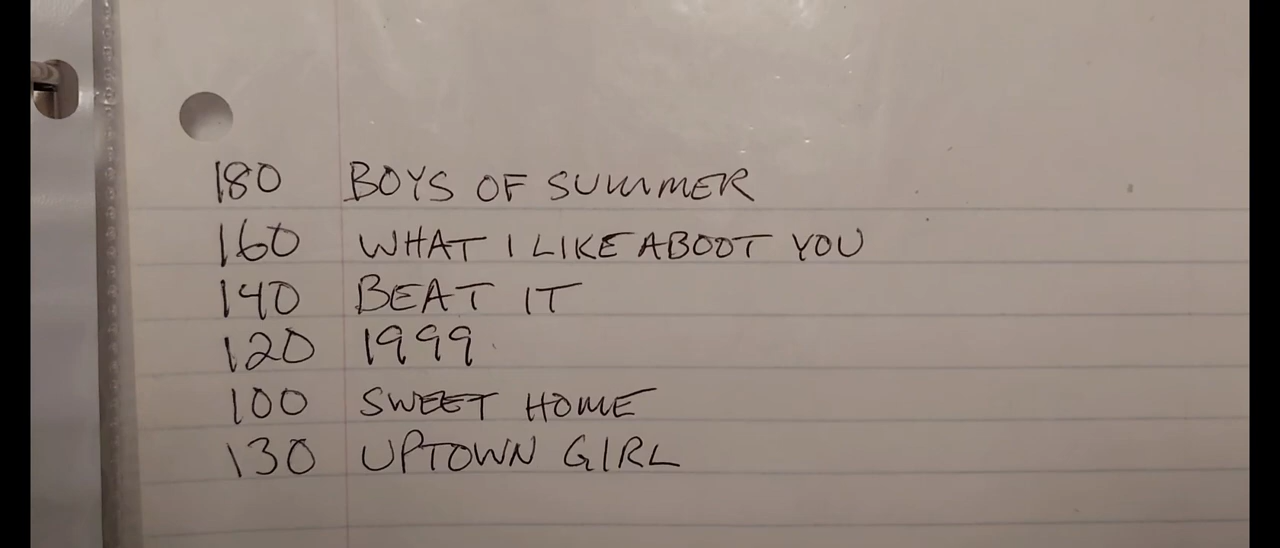 180 BOYS OF SUMMER
160 WHAT I LIKE ABOUT YOU
140 BEAT IT
120 1999
100 SWEET HOME
130 UPTOWN GIRL